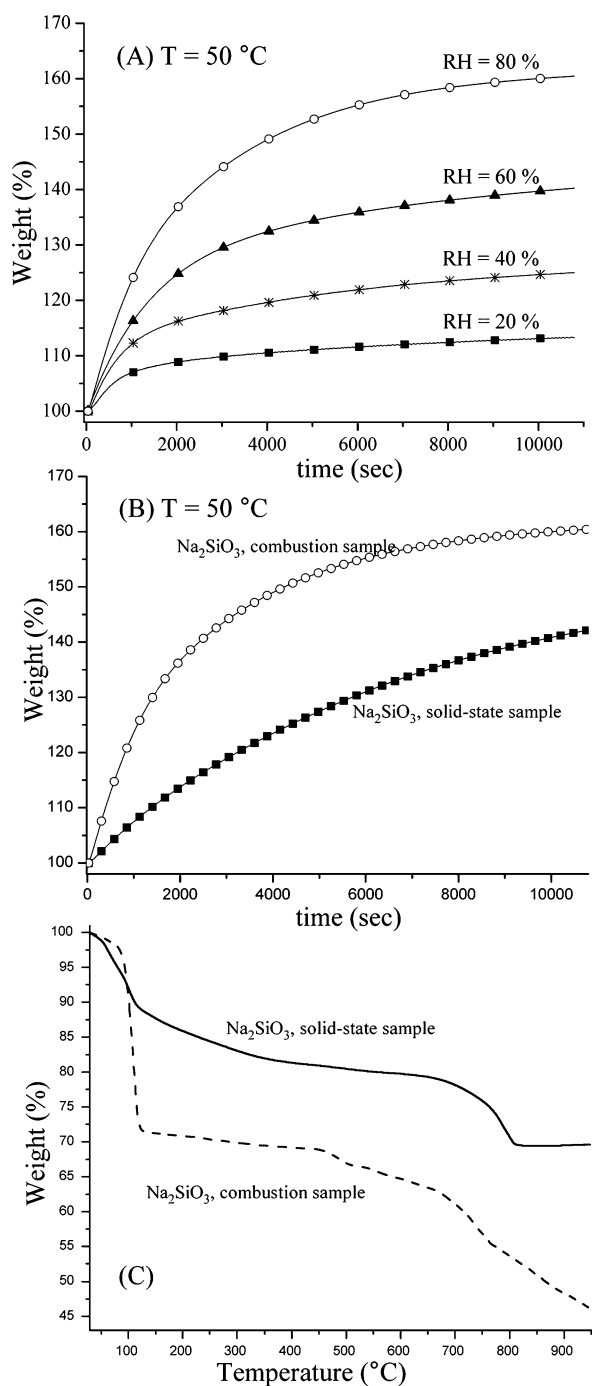 (A) T = 50 °C
RH = 80 %
RH = 60 %
RH = 40 %
RH = 20 %
Weight (%)
170
160
150
140
130
120
110
100
0 2000 4000 6000 8000 10000
time (sec)
(B) T = 50 °C
Na₂SiO₃, combustion sample
Na₂SiO₃, solid-state sample
Weight (%)
170
160
150
140
130
120
110
100
0 2000 4000 6000 8000 10000
time (sec)
Na₂SiO₃, solid-state sample
Na₂SiO₃, combustion sample
(C)
Weight (%)
100
95
90
85
80
75
70
65
60
55
50
45
100 200 300 400 500 600 700 800 900
Temperature (°C)